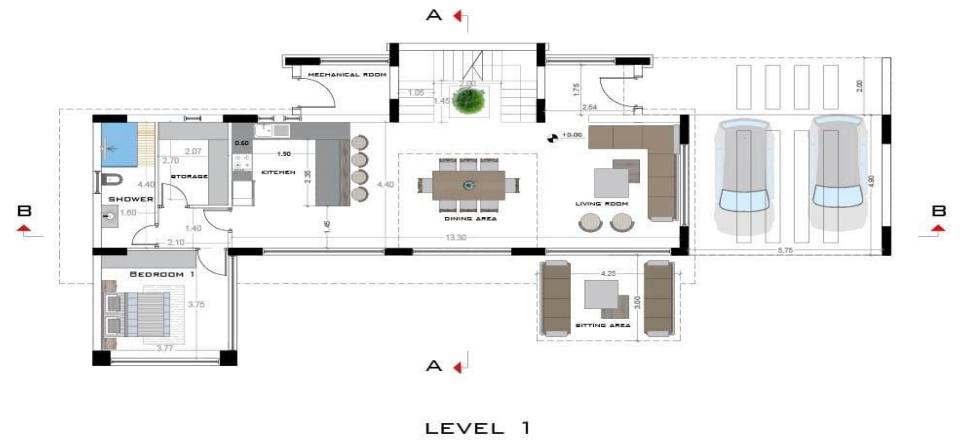 A
MECHANICAL ROOM
2.00
1.05
1.45
1.75
2.64
2.00
+0.00
0.60
1.90
2.07
2.70
STORAGE
KITCHEN
2.35
4.40
4.40
4.90
SHOWER
1.60
LIVING ROOM
DINING AREA
B
B
1.40
1.45
2.10
13.30
5.75
BEDROOM 1
4.25
3.75
3.00
SITTING AREA
3.77
A
LEVEL 1